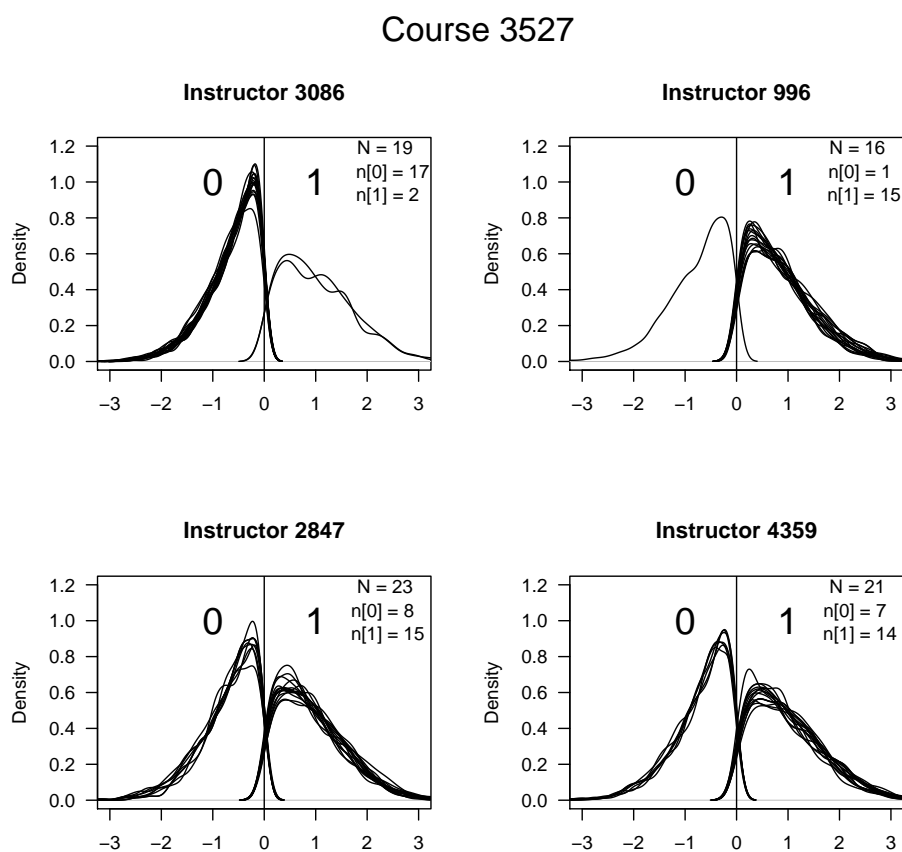 Course 3527
Instructor 3086
N = 19
n[0] = 17
n[1] = 2
0 1
Density
1.2
1.0
0.8
0.6
0.4
0.2
0.0
−3 −2 −1 0 1 2 3
Instructor 996
N = 16
n[0] = 1
n[1] = 15
0 1
Density
1.2
1.0
0.8
0.6
0.4
0.2
0.0
−3 −2 −1 0 1 2 3
Instructor 2847
N = 23
n[0] = 8
n[1] = 15
0 1
Density
1.2
1.0
0.8
0.6
0.4
0.2
0.0
−3 −2 −1 0 1 2 3
Instructor 4359
N = 21
n[0] = 7
n[1] = 14
0 1
Density
1.2
1.0
0.8
0.6
0.4
0.2
0.0
−3 −2 −1 0 1 2 3